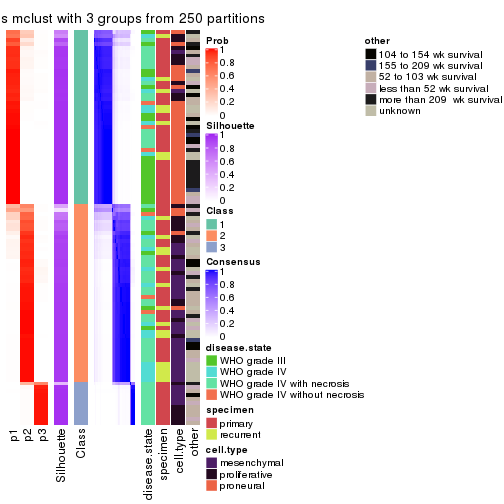 s mclust with 3 groups from 250 partitions
Prob
1
0.8
0.6
0.4
0.2
0
Silhouette
1
0.8
0.6
0.4
0.2
0
Class
1
2
3
Consensus
1
0.8
0.6
0.4
0.2
0
disease.state
WHO grade III
WHO grade IV
WHO grade IV with necrosis
WHO grade IV without necrosis
specimen
primary
recurrent
cell.type
mesenchymal
proliferative
proneural
other
104 to 154 wk survival
155 to 209 wk survival
52 to 103 wk survival
less than 52 wk survival
more than 209  wk survival
unknown
p1
p2
p3
Silhouette
Class
disease.state
specimen
cell.type
other